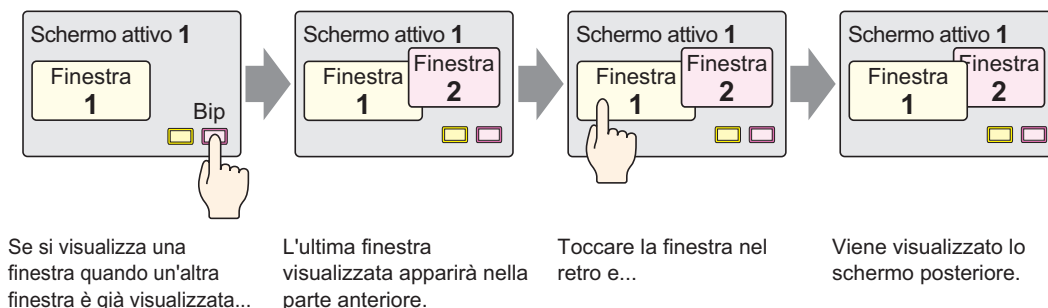 Schermo attivo 1
Finestra
1
Bip
Schermo attivo 1
Finestra
1
Finestra
2
Schermo attivo 1
Finestra
1
Finestra
2
Schermo attivo 1
Finestra
1
Finestra
2
Se si visualizza una
finestra quando un'altra
finestra è già visualizzata...
L'ultima finestra
visualizzata apparirà nella
parte anteriore.
Toccare la finestra nel
retro e...
Viene visualizzato lo
schermo posteriore.